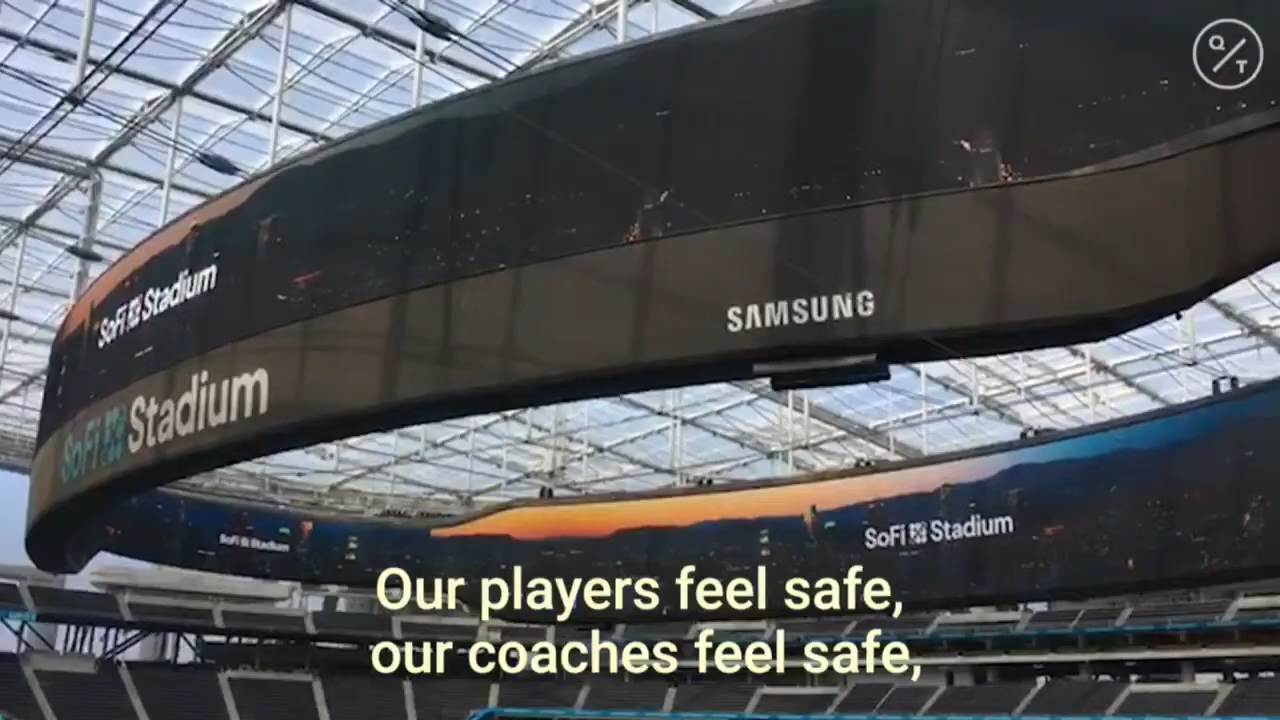 Q/T
SoFi Stadium
SAMSUNG
SoFi Stadium
SoFi Stadium
SoFi Stadium
Our players feel safe,
our coaches feel safe,